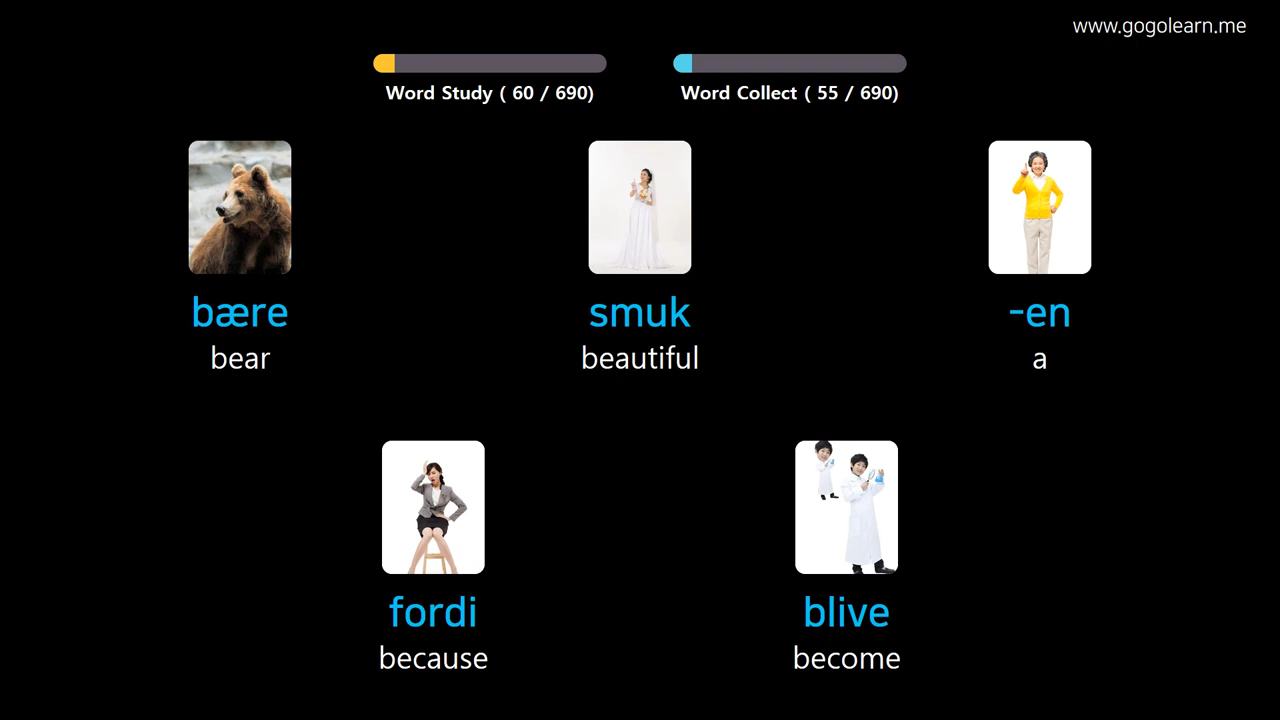 www.gogolearn.me
Word Study ( 60 / 690)
Word Collect ( 55 / 690)
bære
bear
smuk
beautiful
-en
a
fordi
because
blive
become